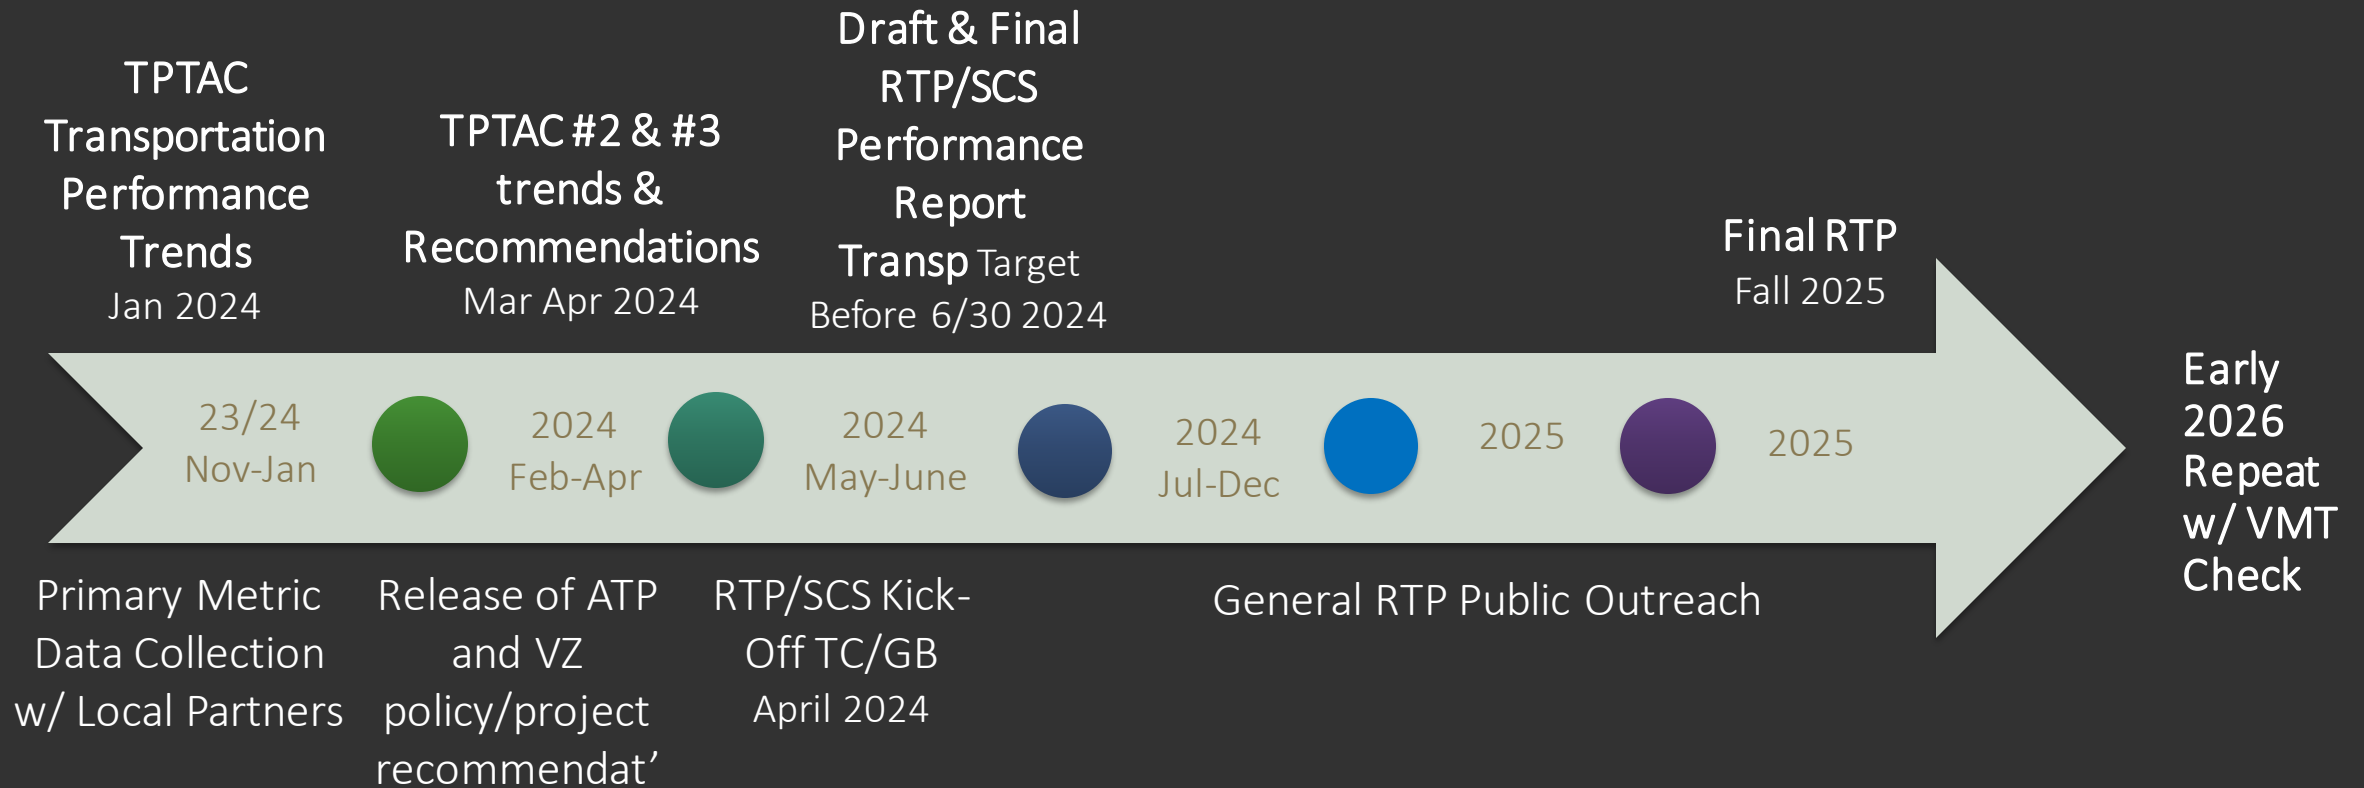 TPTAC
Transportation
Performance
Trends
Jan 2024
TPTAC #2 & #3
trends &
Recommendations
Mar Apr 2024
Draft & Final
RTP/SCS
Performance
Report
Transp Target
Before 6/30 2024
Final RTP
Fall 2025
23/24
Nov-Jan
2024
Feb-Apr
2024
May-June
2024
Jul-Dec
2025
2025
Early
2026
Repeat
w/ VMT
Check
Primary Metric
Data Collection
w/ Local Partners
Release of ATP
and VZ
policy/project
recommendat’
RTP/SCS Kick-
Off TC/GB
April 2024
General RTP Public Outreach